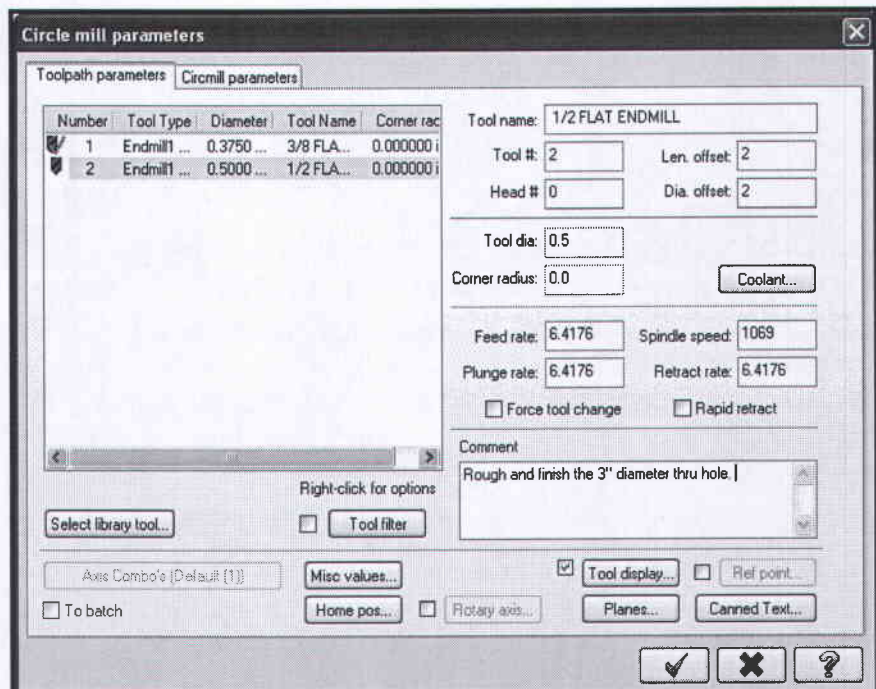 Circle mill parameters
Toolpath parameters
Circmill parameters
Number Tool Type Diameter Tool Name Corner rac
1 Endmill1 ... 0.3750 ... 3/8 FLA... 0.000000 i
2 Endmill1 ... 0.5000 ... 1/2 FLA... 0.000000 i
Right-click for options
Select library tool...
Tool filter
Tool name: 1/2 FLAT ENDMILL
Tool #: 2 Len. offset: 2
Head # 0 Dia. offset: 2
Tool dia: 0.5
Corner radius: 0.0
Coolant...
Feed rate: 6.4176 Spindle speed: 1069
Plunge rate: 6.4176 Retract rate: 6.4176
Force tool change Rapid retract
Comment
Rough and finish the 3" diameter thru hole.
Axis Combo's (Default (1))
Misc values...
Tool display...
Ref point...
To batch
Home pos...
Rotary axis...
Planes...
Canned Text...